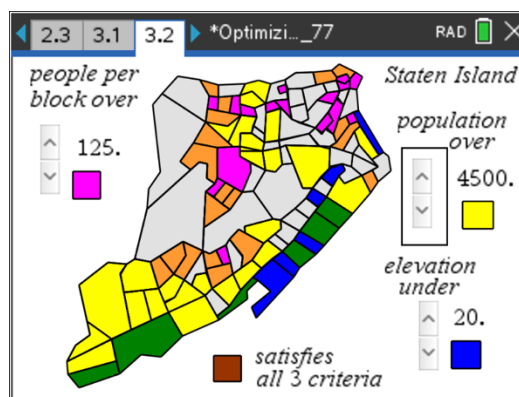 2.3 3.1 3.2 *Optimizi..._77 RAD
people per
block over
125.
Staten Island
population
over
4500.
elevation
under
20.
satisfies
all 3 criteria